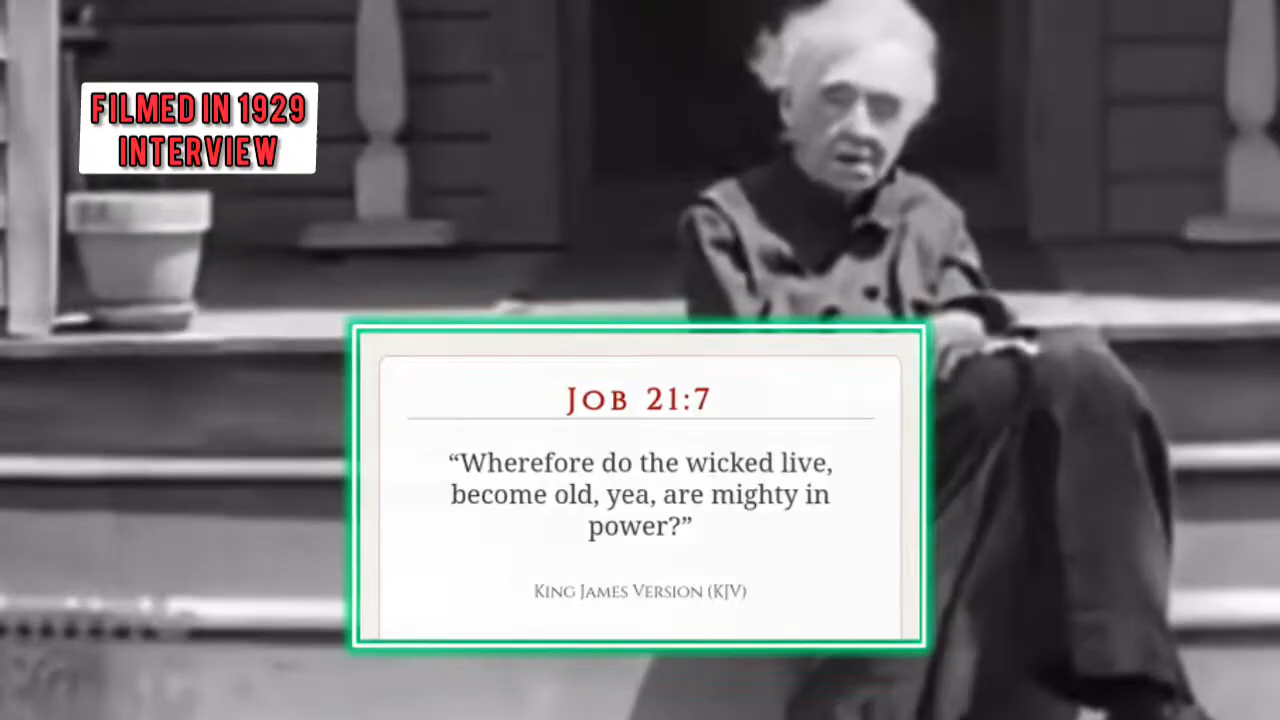 FILMED IN 1929
INTERVIEW
JOB 21:7
“Wherefore do the wicked live,
become old, yea, are mighty in
power?”
KING JAMES VERSION (KJV)